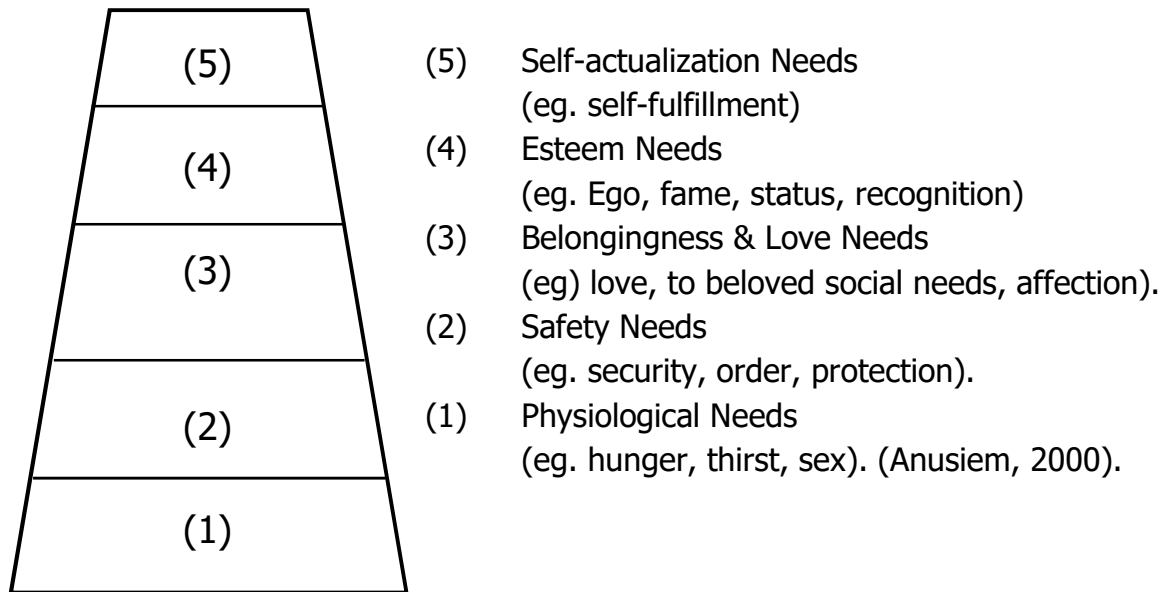 (5)
(4)
(3)
(2)
(1)
(5) Self-actualization Needs
(eg. self-fulfillment)
(4) Esteem Needs
(eg. Ego, fame, status, recognition)
(3) Belongingness & Love Needs
(eg) love, to beloved social needs, affection).
(2) Safety Needs
(eg. security, order, protection).
(1) Physiological Needs
(eg. hunger, thirst, sex). (Anusiem, 2000).